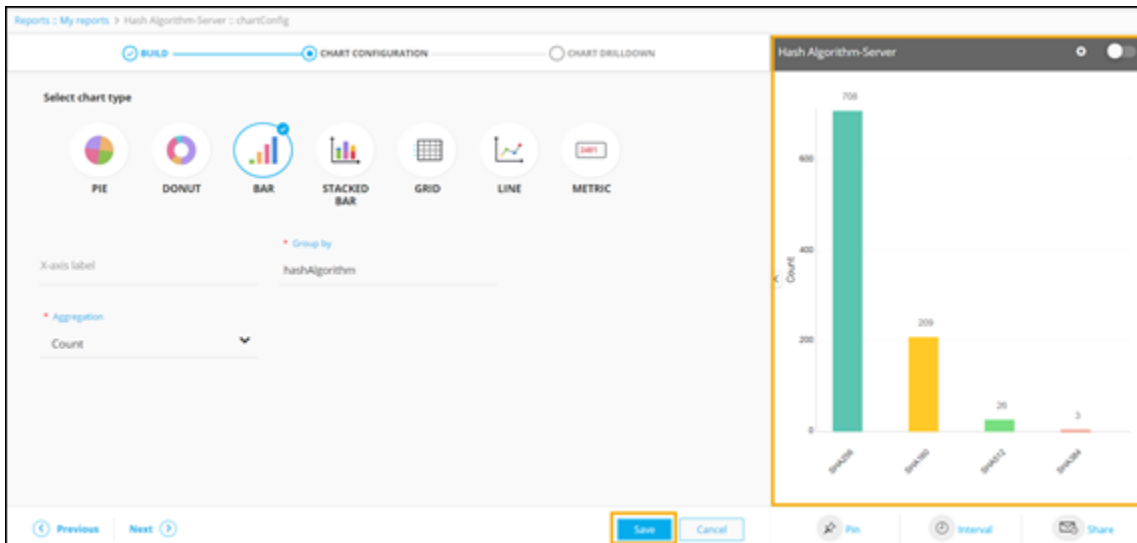 Reports :: My reports > Hash Algorithm-Server :: chartConfig
BUILD
CHART CONFIGURATION
CHART DRILLDOWN
Select chart type
PIE
DONUT
BAR
STACKED
BAR
GRID
LINE
2401
METRIC
X-axis label
* Group by
hashAlgorithm
* Aggregation
Count
Previous
Next
Save
Cancel
Hash Algorithm-Server
Count
600
400
200
0
708
209
26
3
SHA256
SHA160
SHA512
SHA384
Pin
Interval
Share